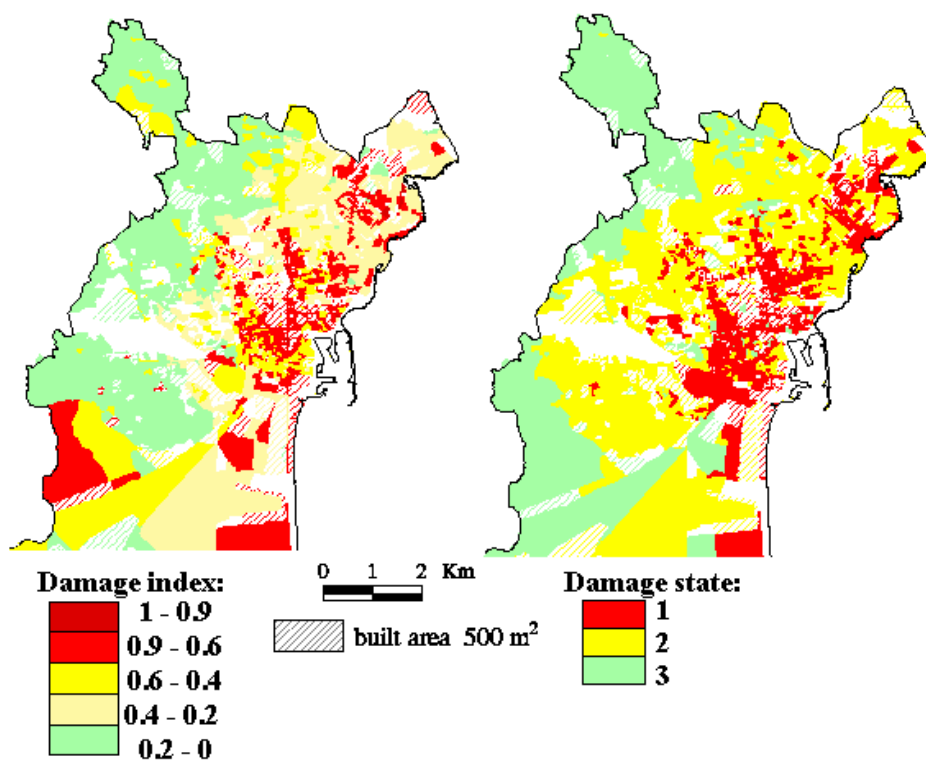 0 1 2 Km
built area 500 m²
Damage index:
1 - 0.9
0.9 - 0.6
0.6 - 0.4
0.4 - 0.2
0.2 - 0
Damage state:
1
2
3